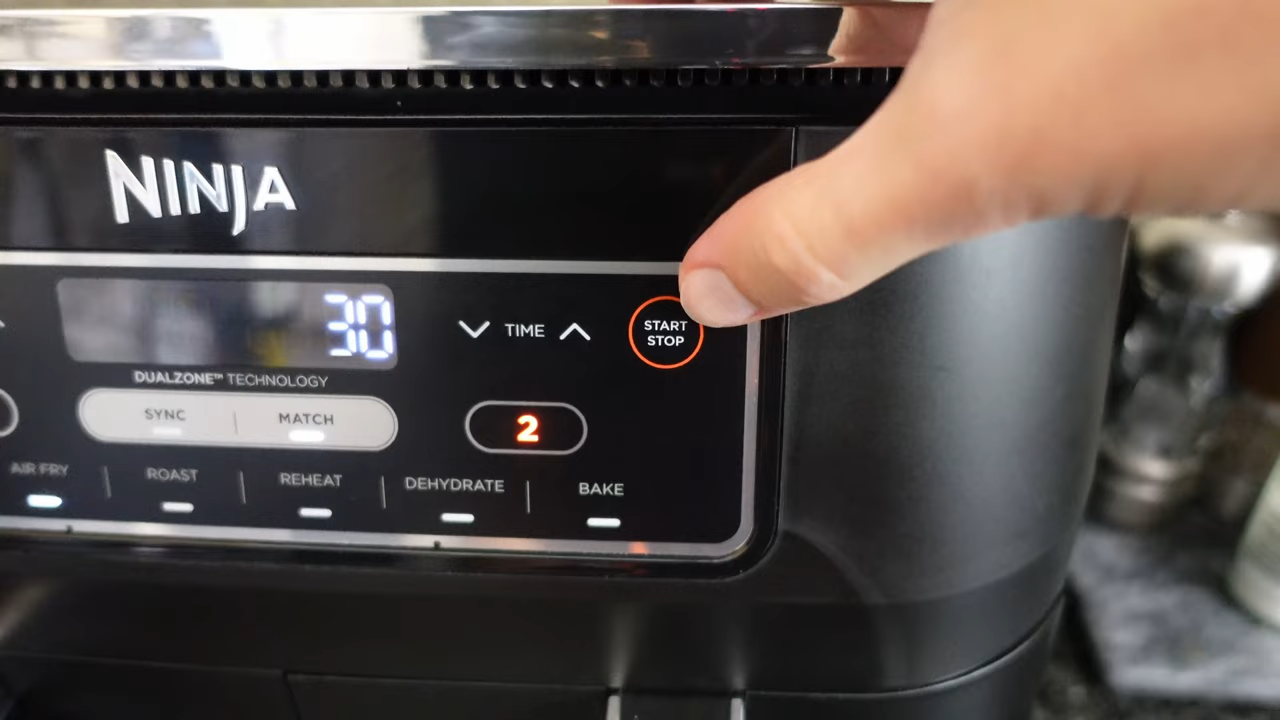 NINJA
30
TIME
START
STOP
DUALZONE™ TECHNOLOGY
SYNC
MATCH
2
AIR FRY
ROAST
REHEAT
DEHYDRATE
BAKE